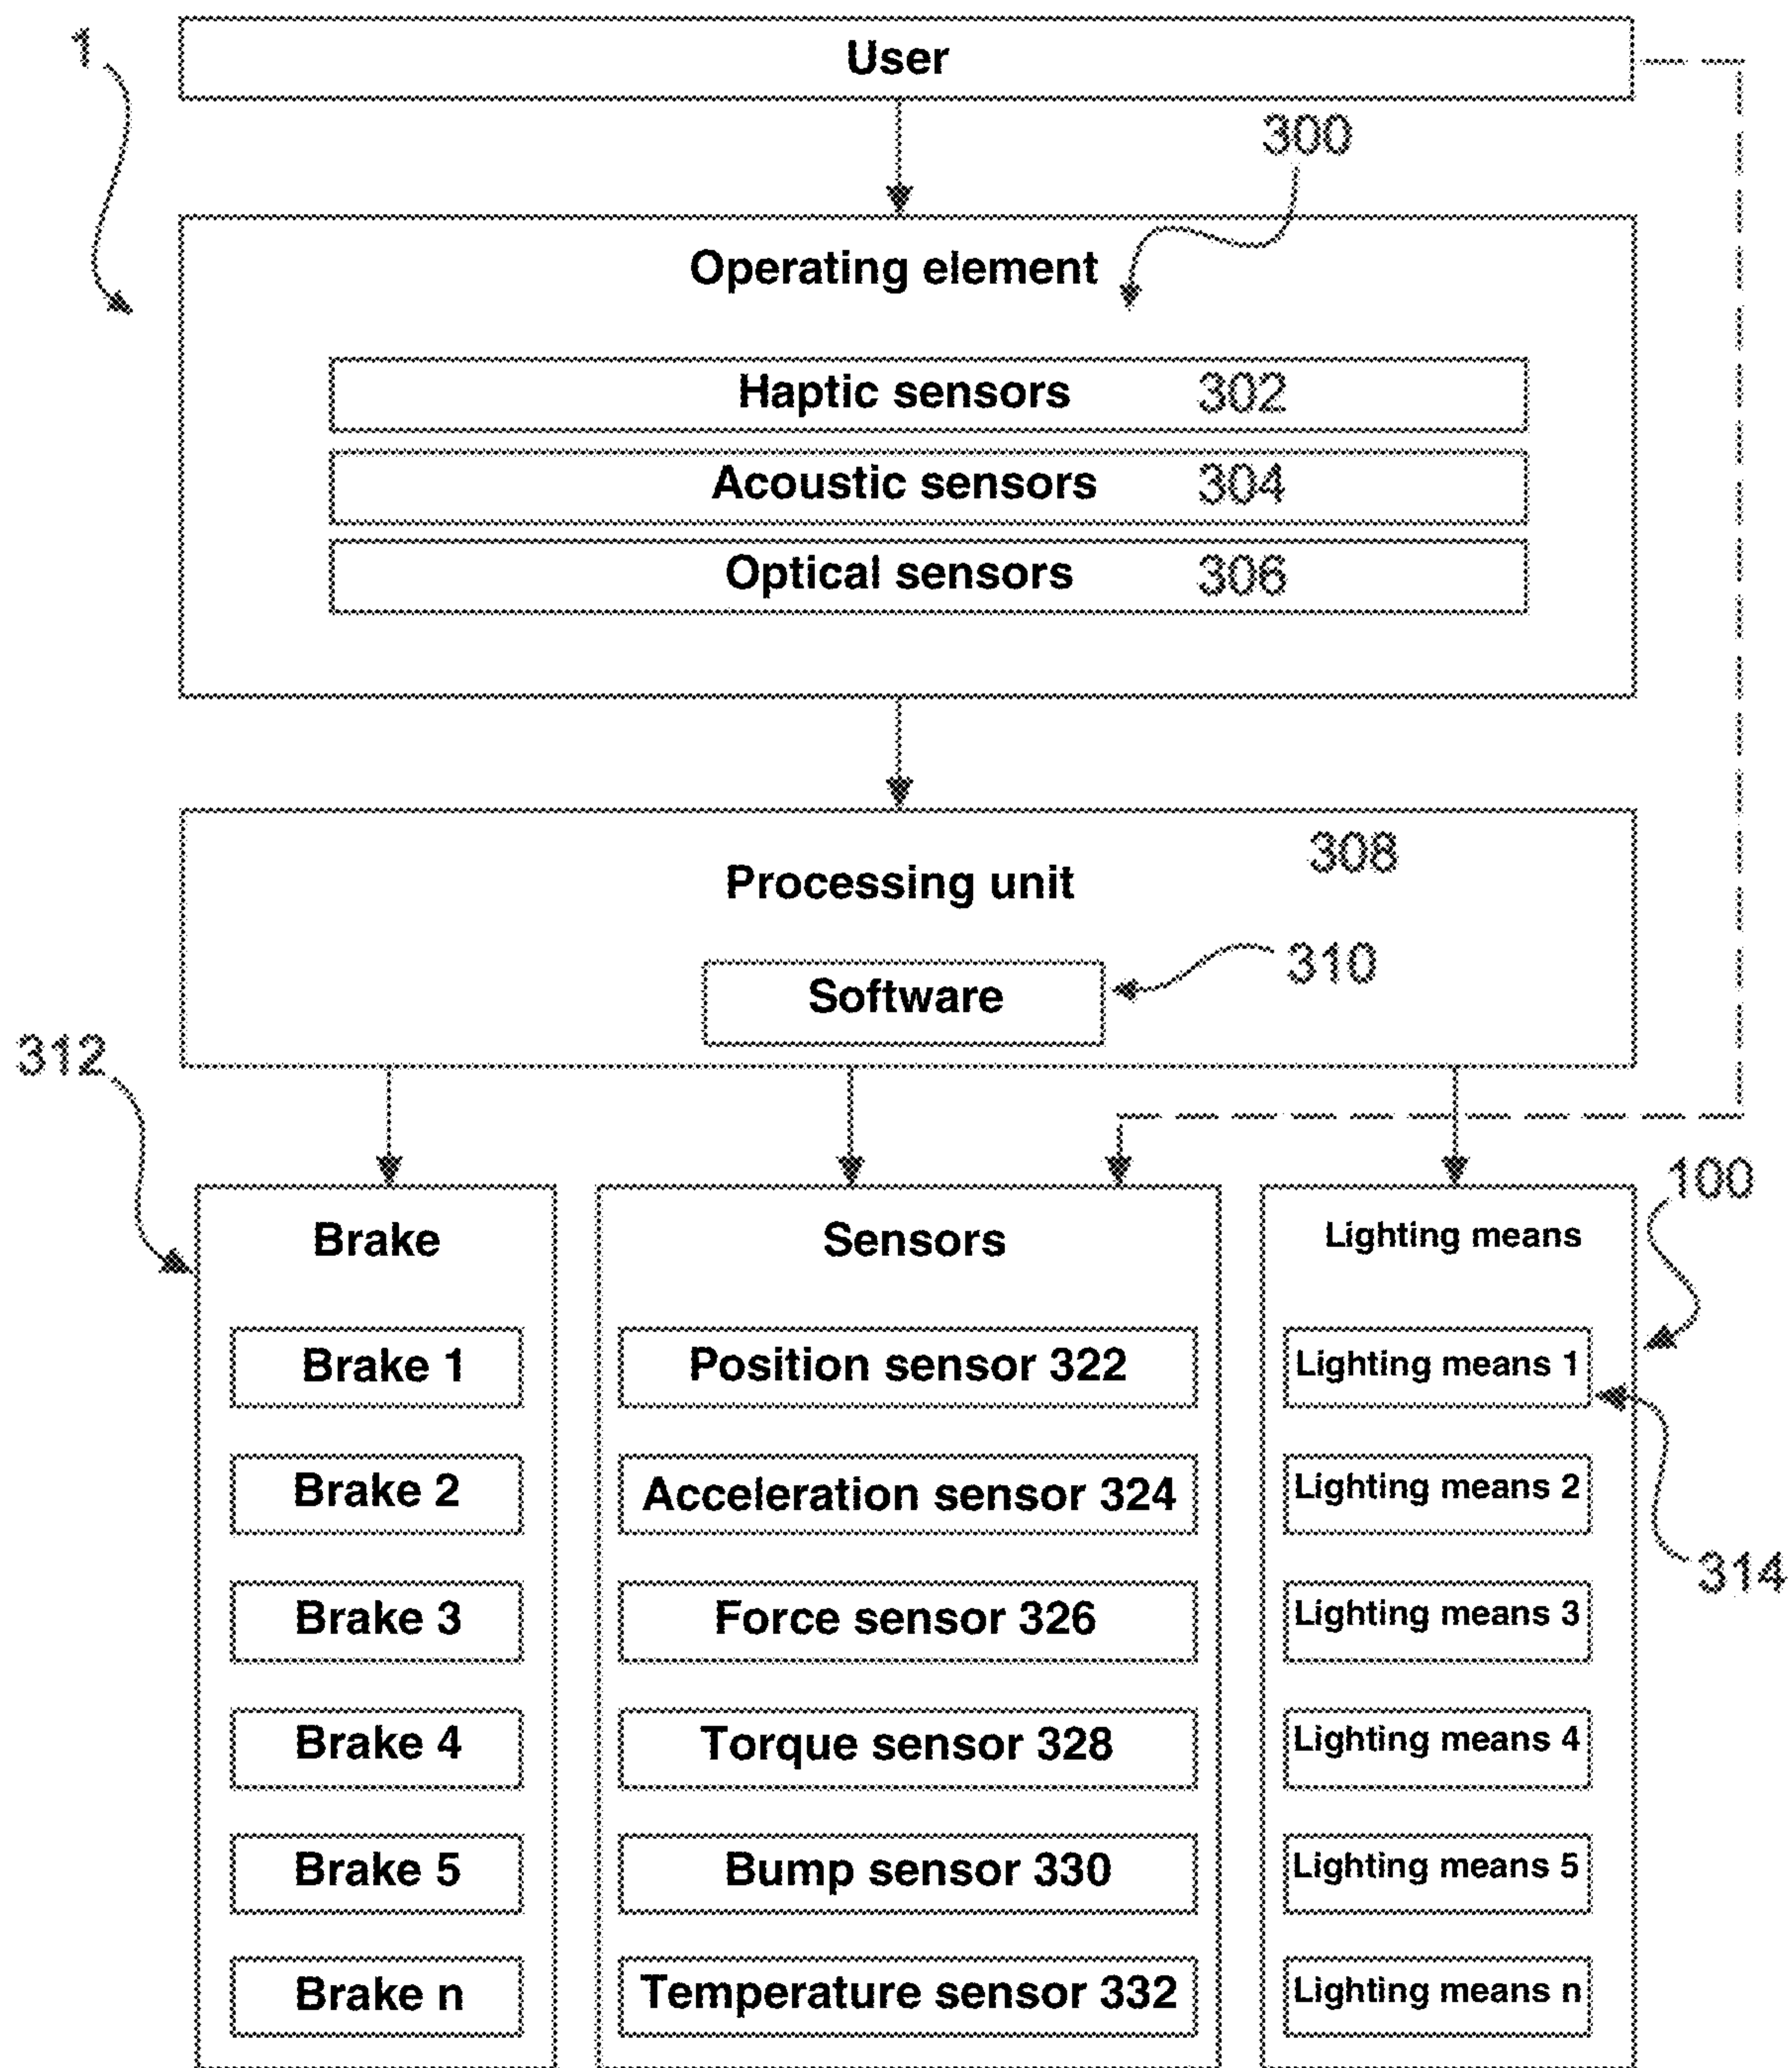 1
User
300
Operating element
Haptic sensors 302
Acoustic sensors 304
Optical sensors 306
308
Processing unit
310
Software
312
100
Brake
Brake 1
Brake 2
Brake 3
Brake 4
Brake 5
Brake n
Sensors
Position sensor 322
Acceleration sensor 324
Force sensor 326
Torque sensor 328
Bump sensor 330
Temperature sensor 332
Lighting means
Lighting means 1
Lighting means 2
314
Lighting means 3
Lighting means 4
Lighting means 5
Lighting means n